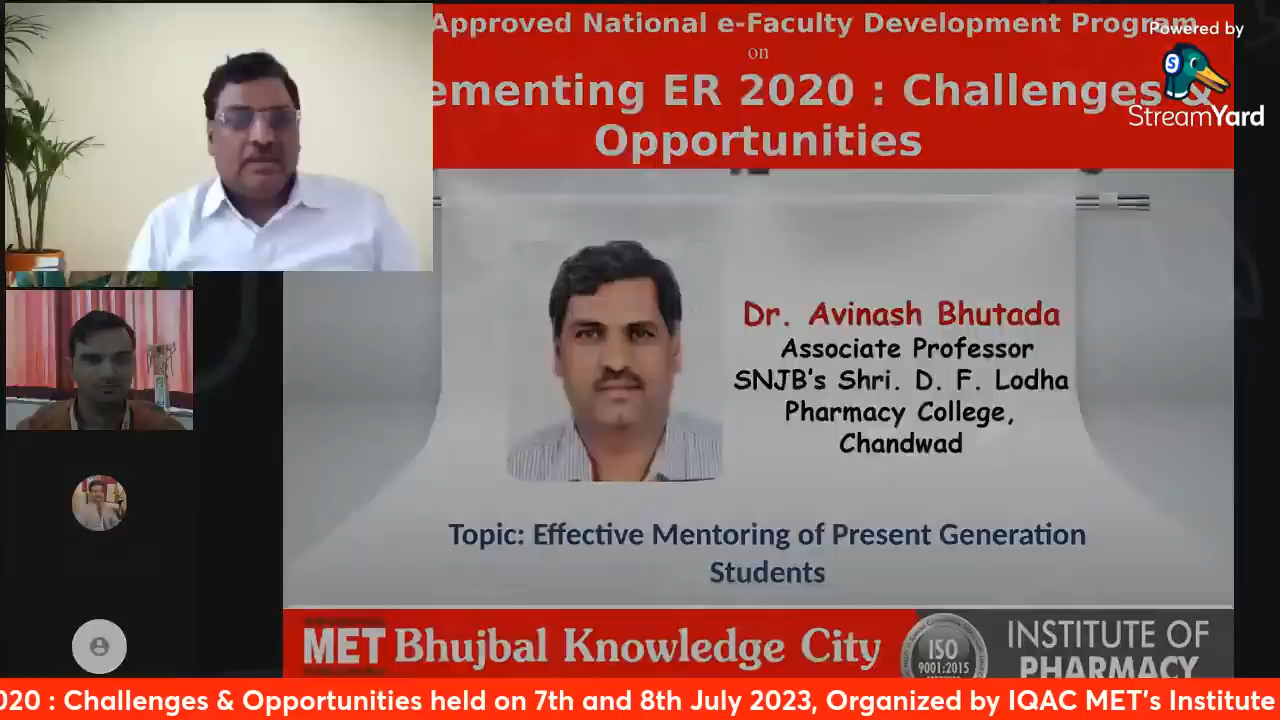 Approved National e-Faculty Development Program
on
ementing ER 2020 : Challenges &
Opportunities
Powered by
StreamYard
Dr. Avinash Bhutada
Associate Professor
SNJB's Shri. D. F. Lodha
Pharmacy College,
Chandwad
Topic: Effective Mentoring of Present Generation
Students
MET Bhujbal Knowledge City
ISO
9001:2015
INSTITUTE OF
PHARMACY
020 : Challenges & Opportunities held on 7th and 8th July 2023, Organized by IQAC MET's Institute